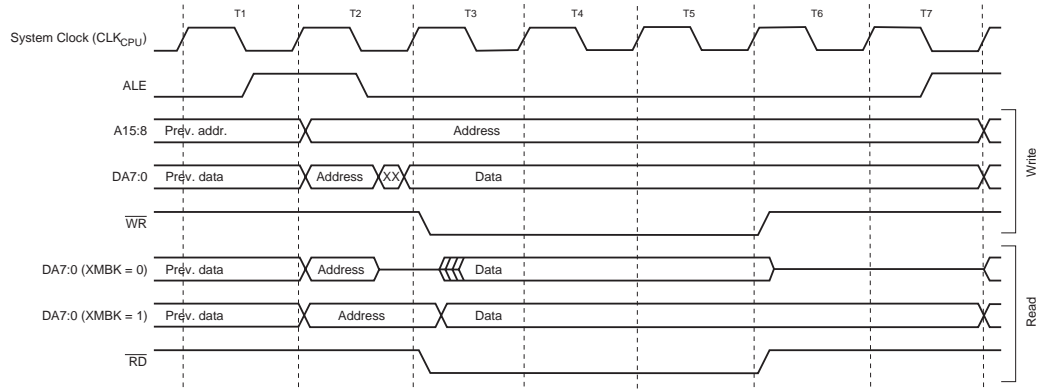 T1 T2 T3 T4 T5 T6 T7
System Clock (CLKCPU)
ALE
A15:8 Prev. addr. Address
DA7:0 Prev. data Address XX Data
WR
Write
DA7:0 (XMBK = 0) Prev. data Address Data
DA7:0 (XMBK = 1) Prev. data Address Data
RD
Read